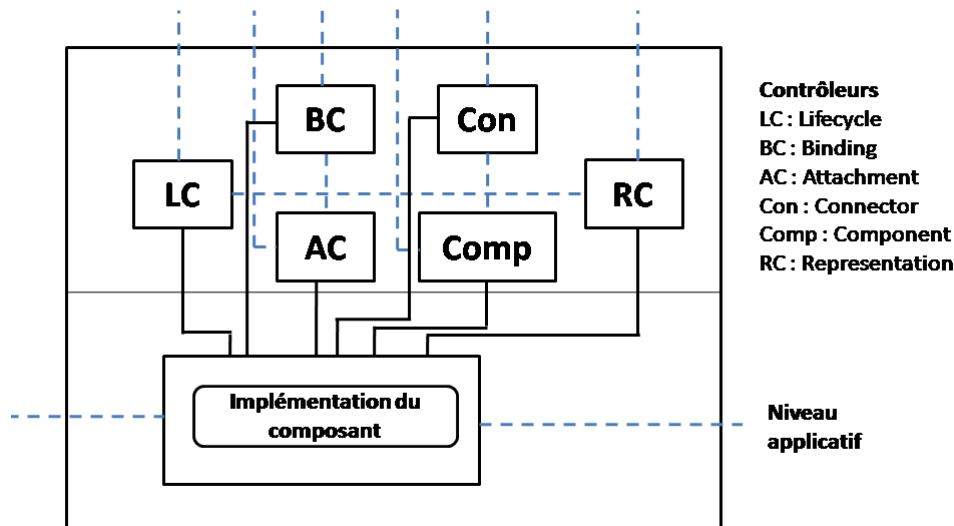 BC
Con
LC
RC
AC
Comp
Contrôleurs
LC : Lifecycle
BC : Binding
AC : Attachment
Con : Connector
Comp : Component
RC : Representation
Implémentation du
composant
Niveau
applicatif